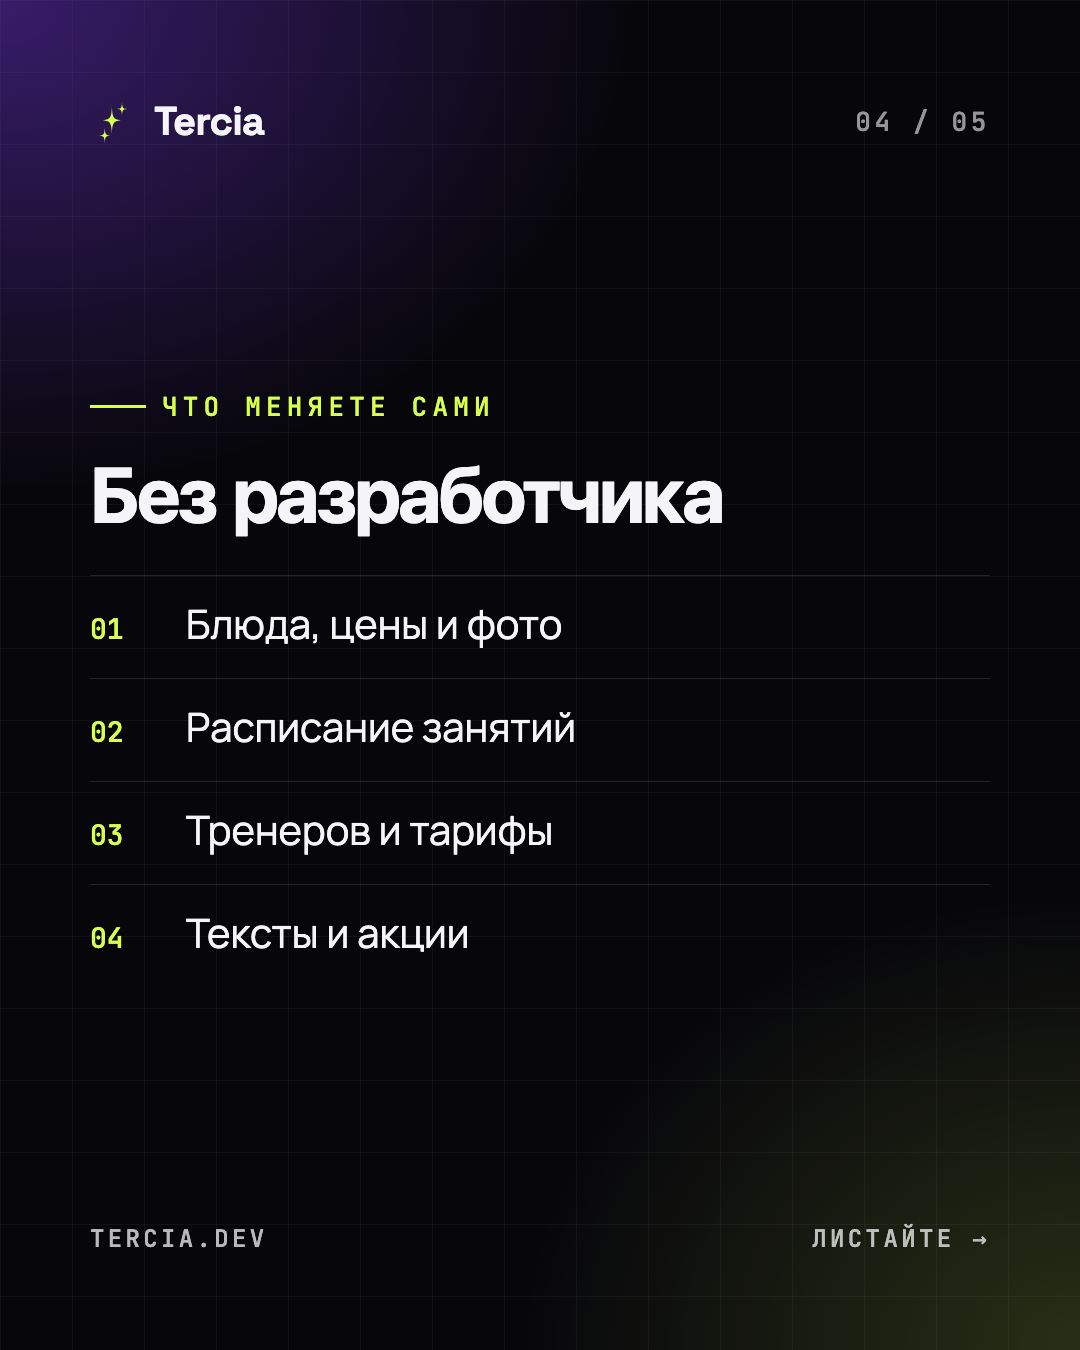 Tercia
04 / 05
ЧТО МЕНЯЕТЕ САМИ
Без разработчика
01 Блюда, цены и фото
02 Расписание занятий
03 Тренеров и тарифы
04 Тексты и акции
TERCIA.DEV
ЛИСТАЙТЕ →